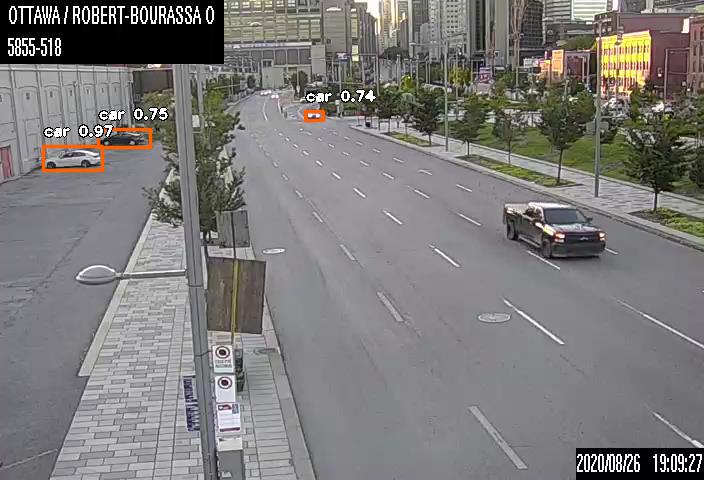 OTTAWA / ROBERT-BOURASSA O
5855-518
car 0.74
car 0.75
car 0.97
2020/08/26 19:09:27